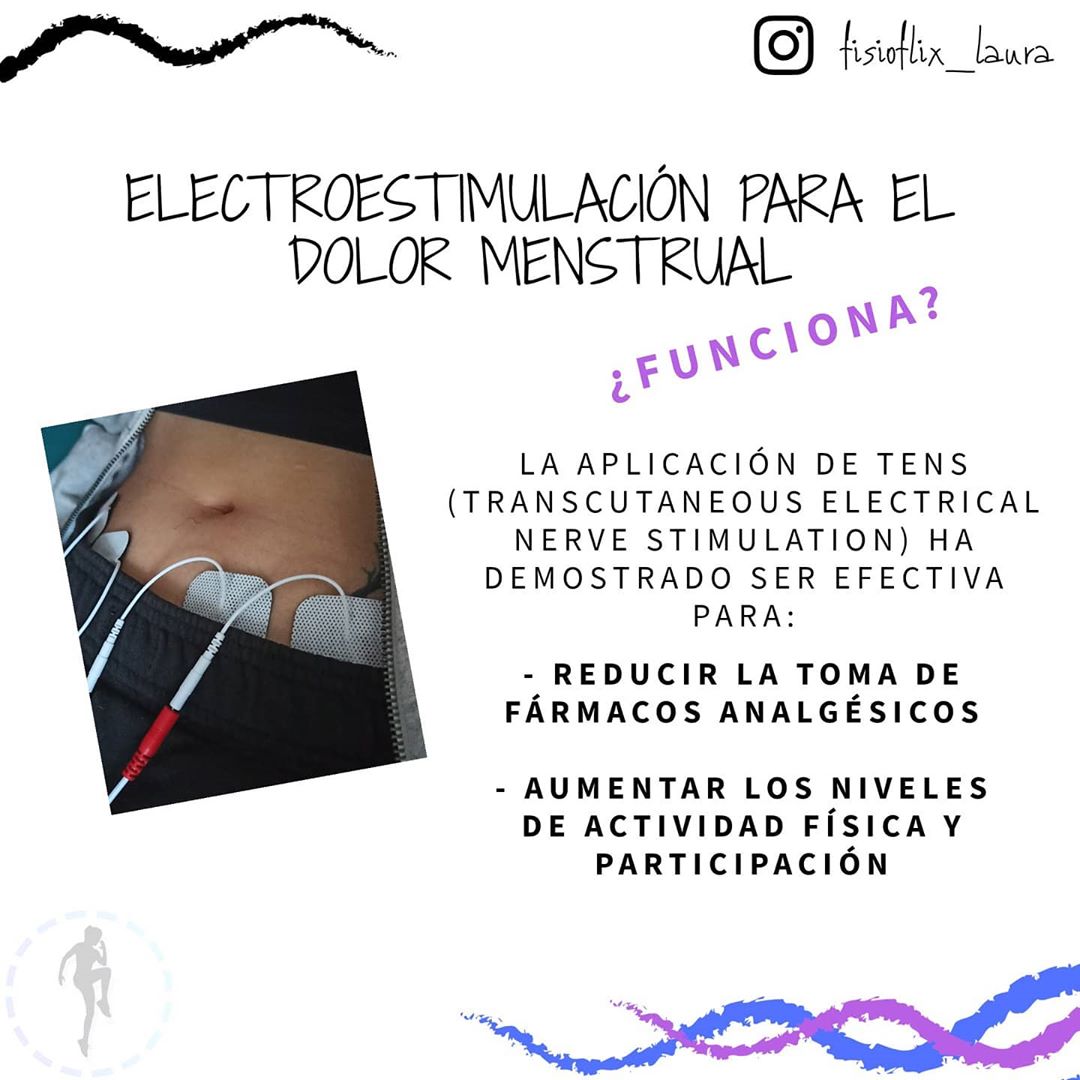 fisioflix_laura
ELECTROESTIMULACIÓN PARA EL
DOLOR MENSTRUAL
¿FUNCIONA?
LA APLICACIÓN DE TENS
(TRANSCUTANEOUS ELECTRICAL
NERVE STIMULATION) HA
DEMOSTRADO SER EFECTIVA
PARA:
- REDUCIR LA TOMA DE
FÁRMACOS ANALGÉSICOS
- AUMENTAR LOS NIVELES
DE ACTIVIDAD FÍSICA Y
PARTICIPACIÓN